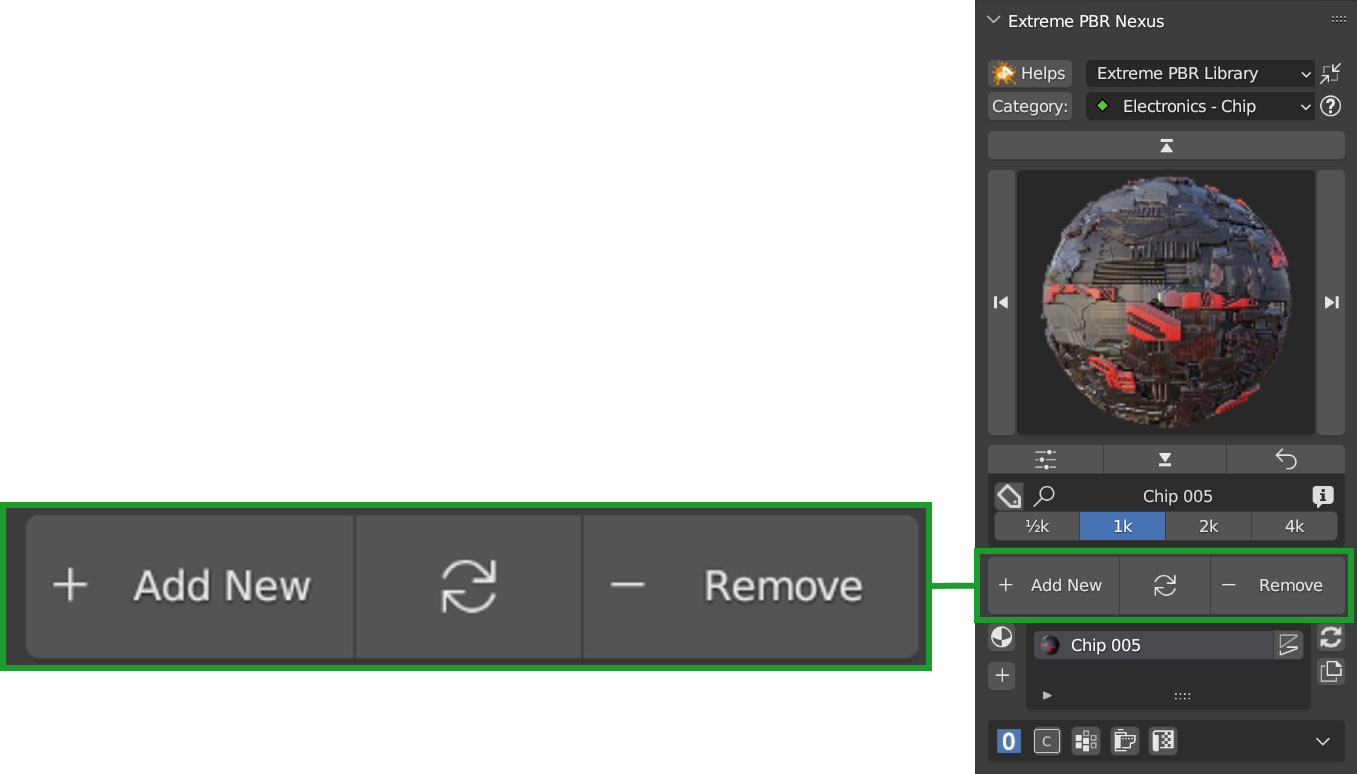 Extreme PBR Nexus
Helps
Extreme PBR Library
Category:
Electronics - Chip
Chip 005
½k 1k 2k 4k
+ Add New
− Remove
+ Add New
− Remove
Chip 005
0
C